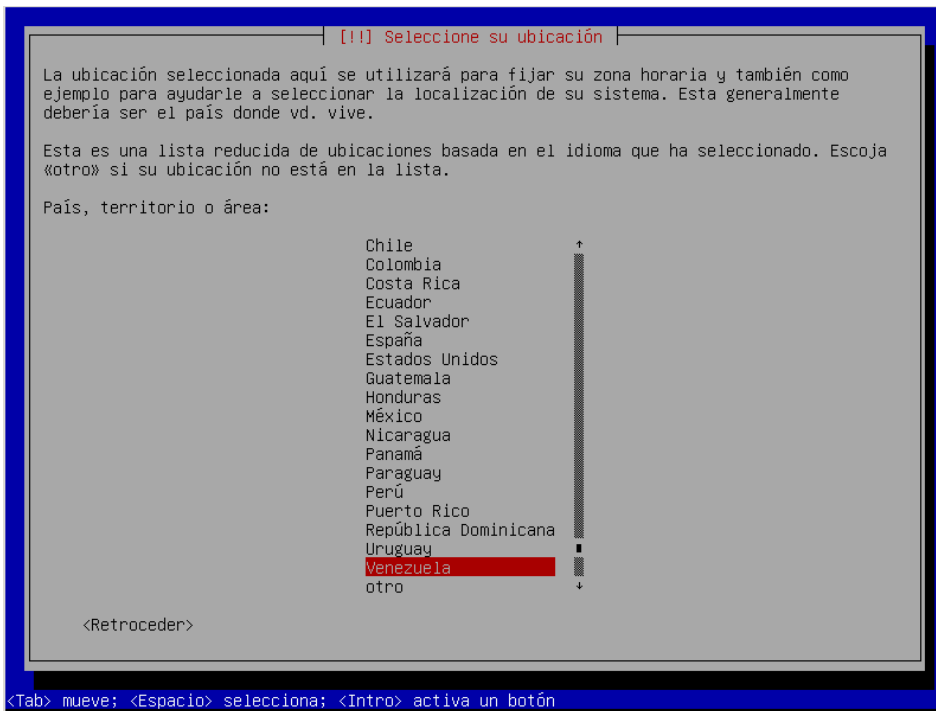 [!!] Seleccione su ubicación
La ubicación seleccionada aquí se utilizará para fijar su zona horaria y también como
ejemplo para ayudarle a seleccionar la localización de su sistema. Esta generalmente
debería ser el país donde vd. vive.
Esta es una lista reducida de ubicaciones basada en el idioma que ha seleccionado. Escoja
«otro» si su ubicación no está en la lista.
País, territorio o área:
Chile
Colombia
Costa Rica
Ecuador
El Salvador
España
Estados Unidos
Guatemala
Honduras
México
Nicaragua
Panamá
Paraguay
Perú
Puerto Rico
República Dominicana
Uruguay
Venezuela
otro
<Retroceder>
<Tab> mueve; <Espacio> selecciona; <Intro> activa un botón